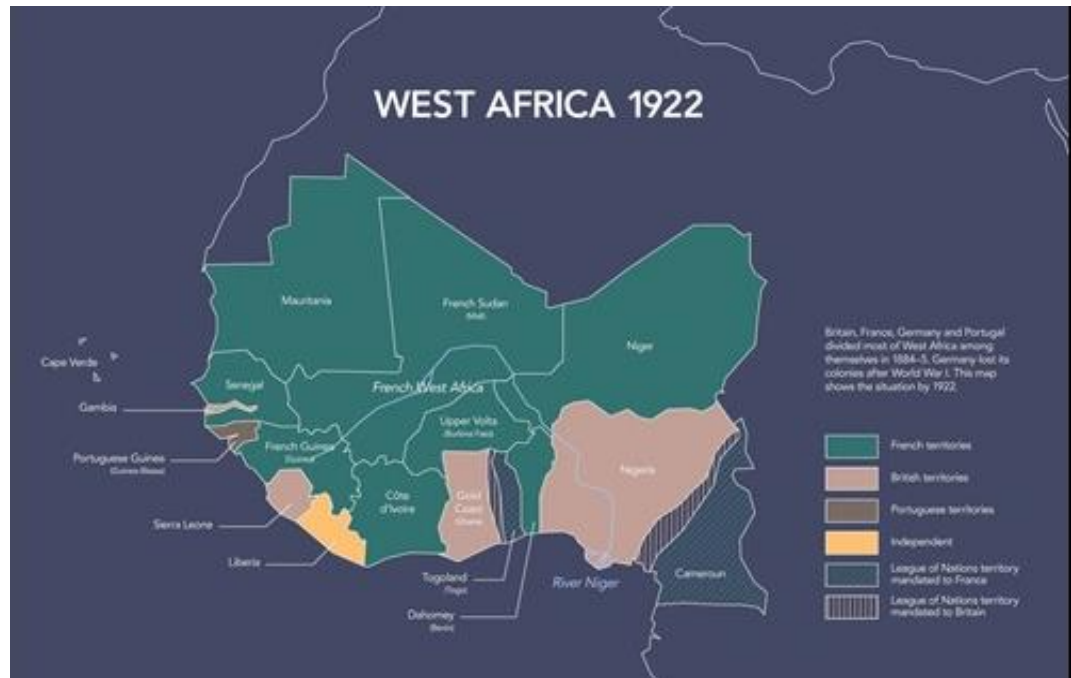 WEST AFRICA 1922
Mauritania
French Sudan
(Mali)
Niger
Cape Verde
Senegal
French West Africa
Gambia
Upper Volta
(Burkina Faso)
Portuguese Guinea
(Guinea-Bissau)
French Guinea
(Guinea)
Nigeria
Côte
d'Ivoire
Gold
Coast
(Ghana)
Sierra Leone
Liberia
Togoland
(Togo)
River Niger
Cameroun
Dahomey
(Benin)
Britain, France, Germany and Portugal
divided most of West Africa among
themselves in 1884–5. Germany lost its
colonies after World War I. This map
shows the situation by 1922.
French territories
British territories
Portuguese territories
Independent
League of Nations territory
mandated to France
League of Nations territory
mandated to Britain